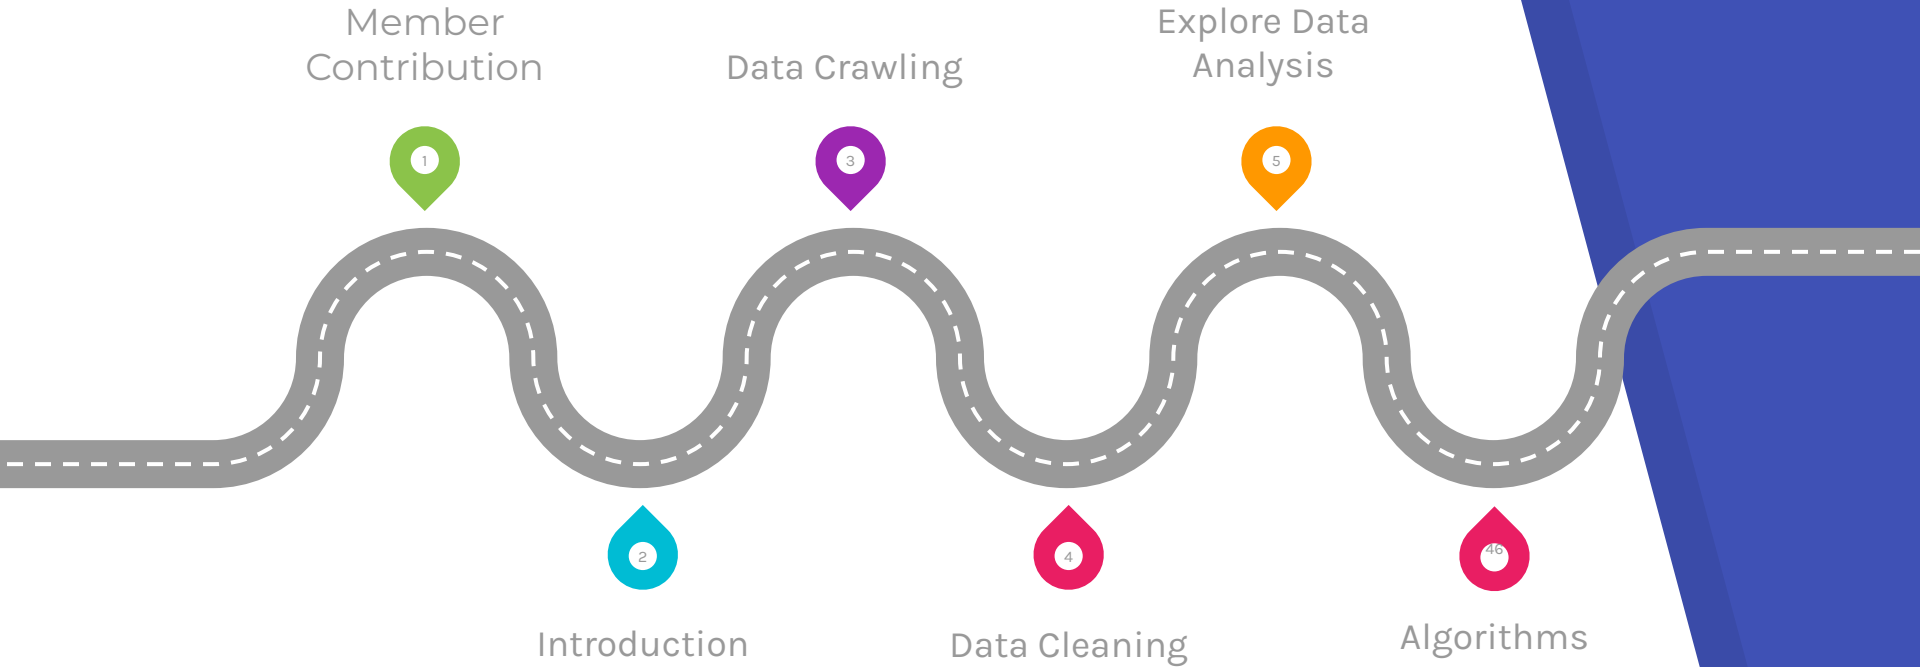 Member
Contribution
1
Introduction
2
Data Crawling
3
Data Cleaning
4
Explore Data
Analysis
5
Algorithms
46